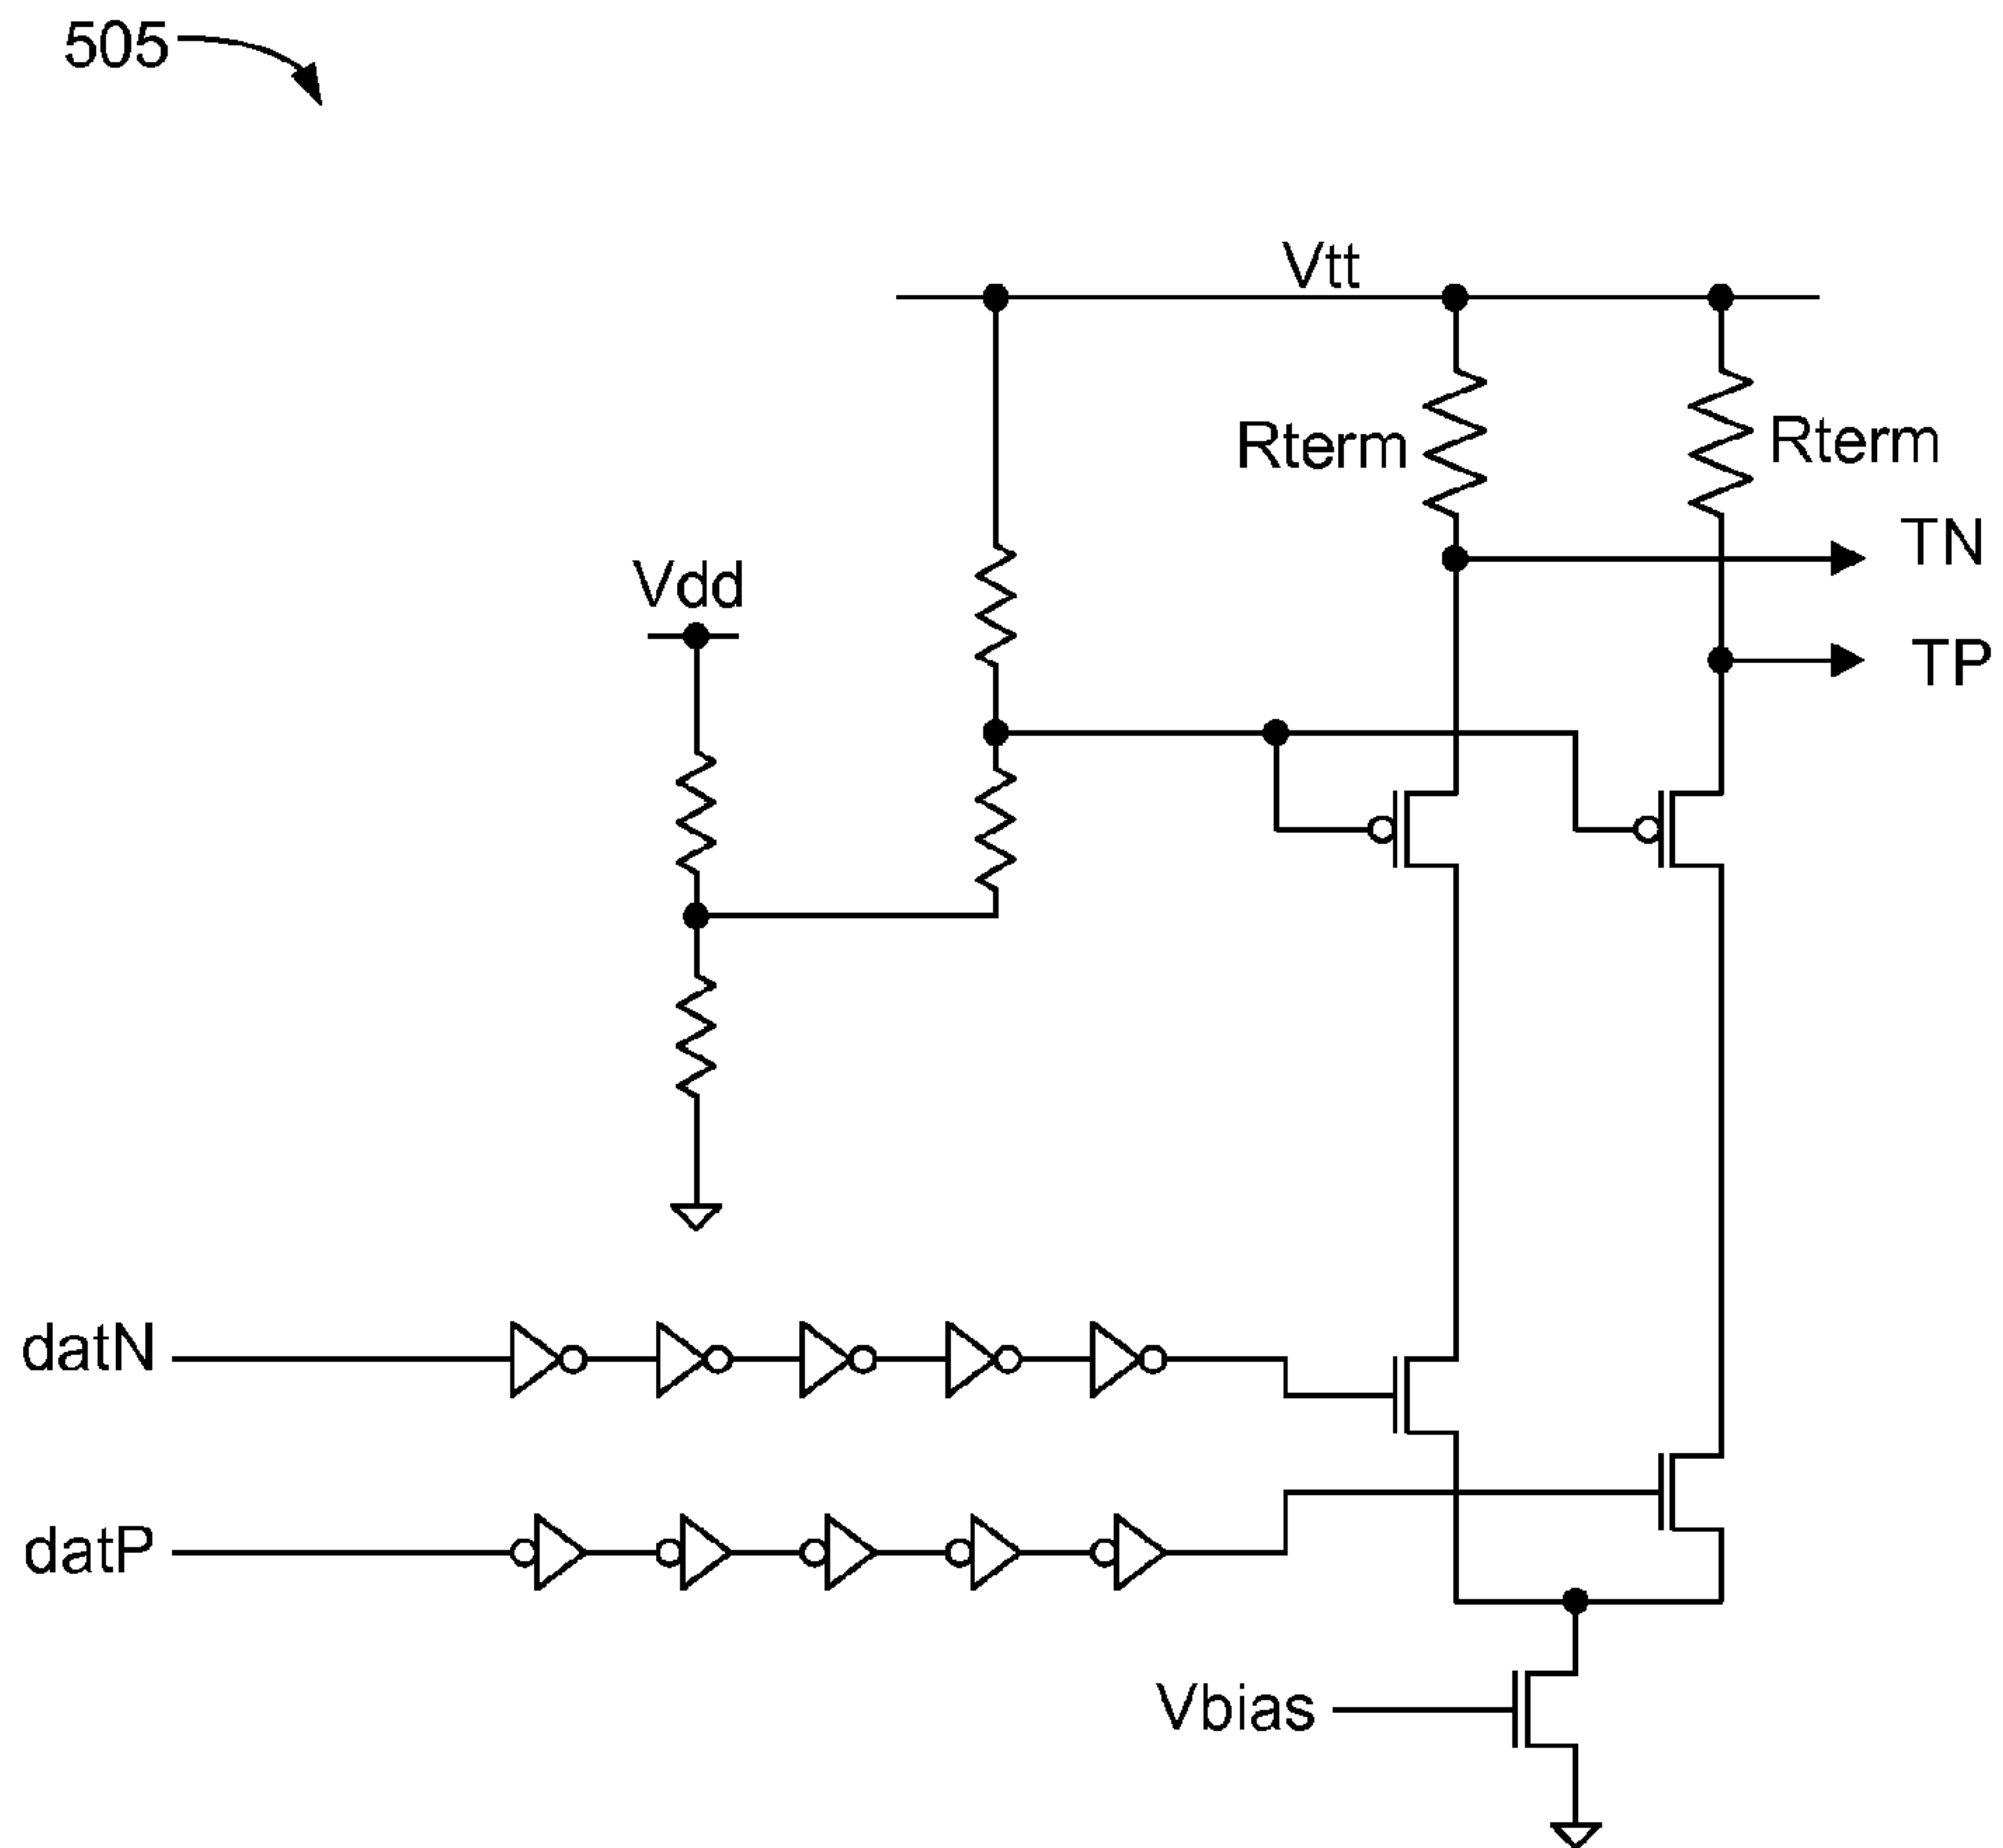 505
Vtt
Rterm
Rterm
TN
Vdd
TP
datN
datP
Vbias